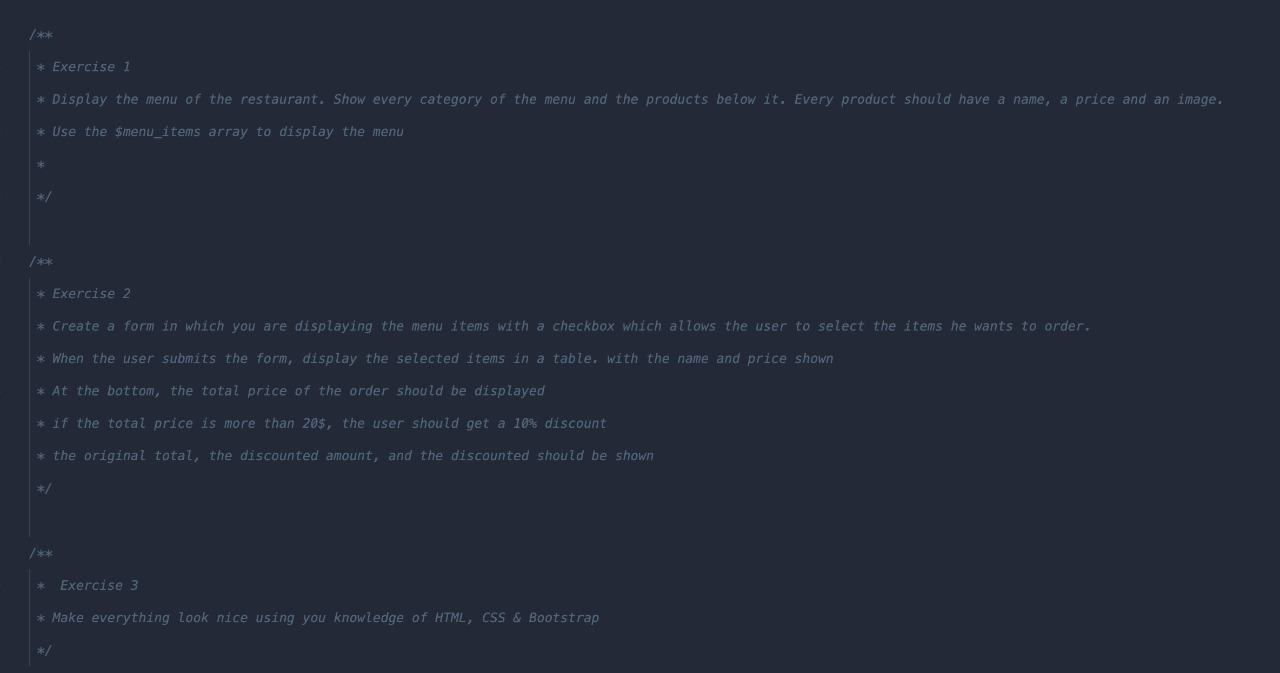 /**
* Exercise 1
* Display the menu of the restaurant. Show every category of the menu and the products below it. Every product should have a name, a price and an image.
* Use the $menu_items array to display the menu
*
*/
/**
* Exercise 2
* Create a form in which you are displaying the menu items with a checkbox which allows the user to select the items he wants to order.
* When the user submits the form, display the selected items in a table. with the name and price shown
* At the bottom, the total price of the order should be displayed
* if the total price is more than 20$, the user should get a 10% discount
* the original total, the discounted amount, and the discounted should be shown
*/
/**
*  Exercise 3
* Make everything look nice using you knowledge of HTML, CSS & Bootstrap
*/